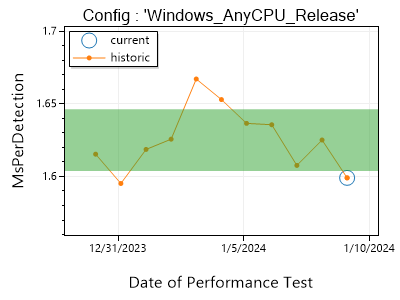 Config : 'Windows_AnyCPU_Release'
1.7
current
historic
1.65
MsPerDetection
1.6
12/31/2023 1/5/2024 1/10/2024
Date of Performance Test